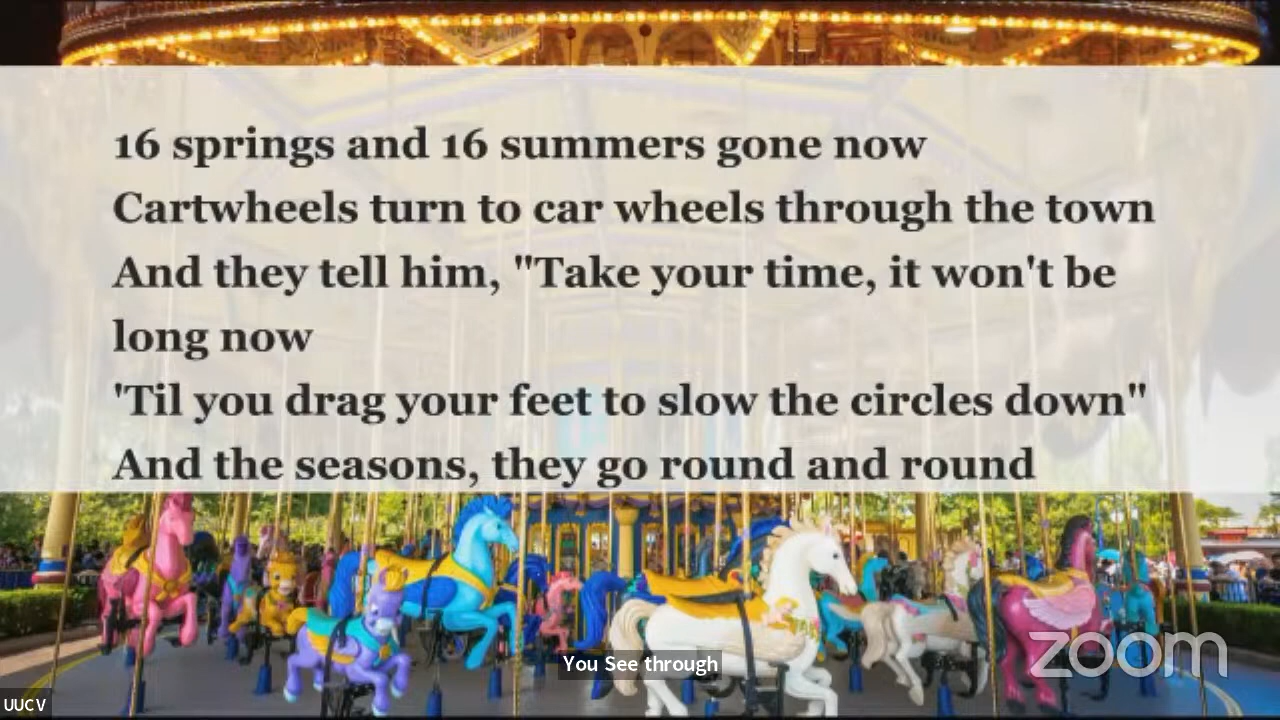 16 springs and 16 summers gone now
Cartwheels turn to car wheels through the town
And they tell him, "Take your time, it won't be
long now
'Til you drag your feet to slow the circles down"
And the seasons, they go round and round
You See through
zoom
UUCV